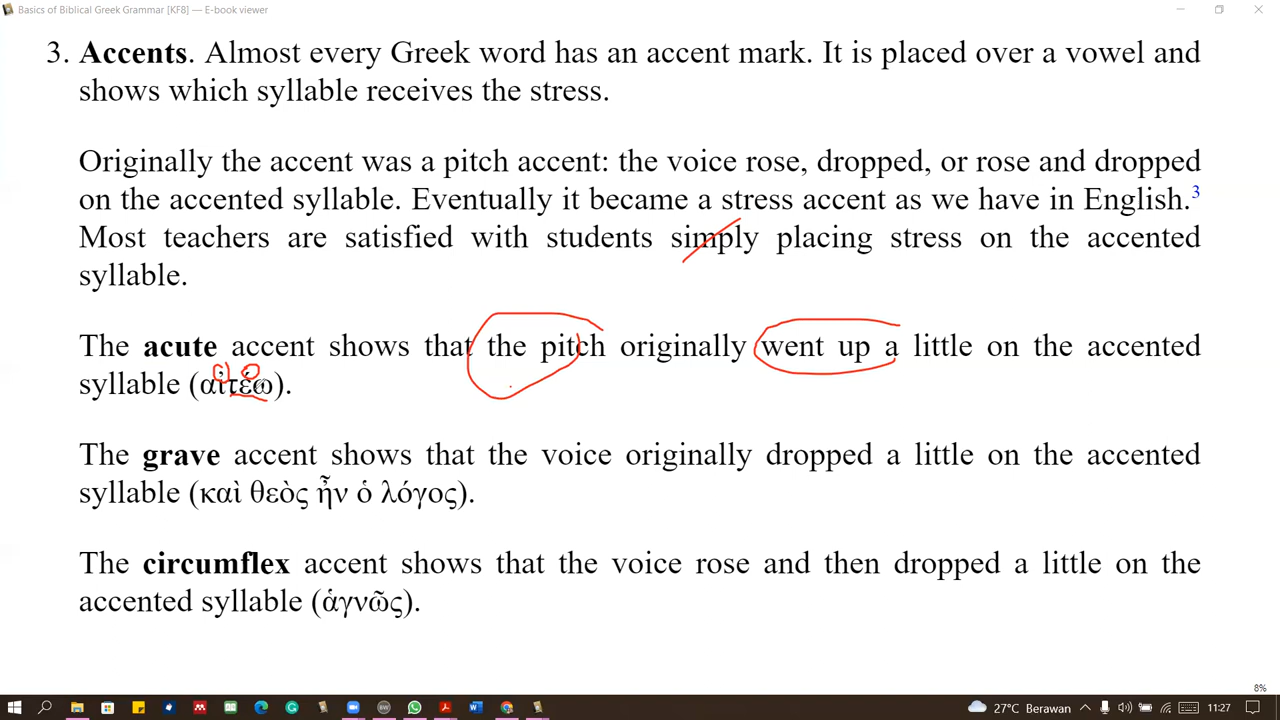 Basics of Biblical Greek Grammar [KF8] — E-book viewer
3. Accents. Almost every Greek word has an accent mark. It is placed over a vowel and
shows which syllable receives the stress.
Originally the accent was a pitch accent: the voice rose, dropped, or rose and dropped
on the accented syllable. Eventually it became a stress accent as we have in English.3
Most teachers are satisfied with students simply placing stress on the accented
syllable.
The acute accent shows that the pitch originally went up a little on the accented
syllable (αἰτέω).
The grave accent shows that the voice originally dropped a little on the accented
syllable (καὶ θεὸς ἦν ὁ λόγος).
The circumflex accent shows that the voice rose and then dropped a little on the
accented syllable (ἁγνῶς).
8%
27°C Berawan 11:27